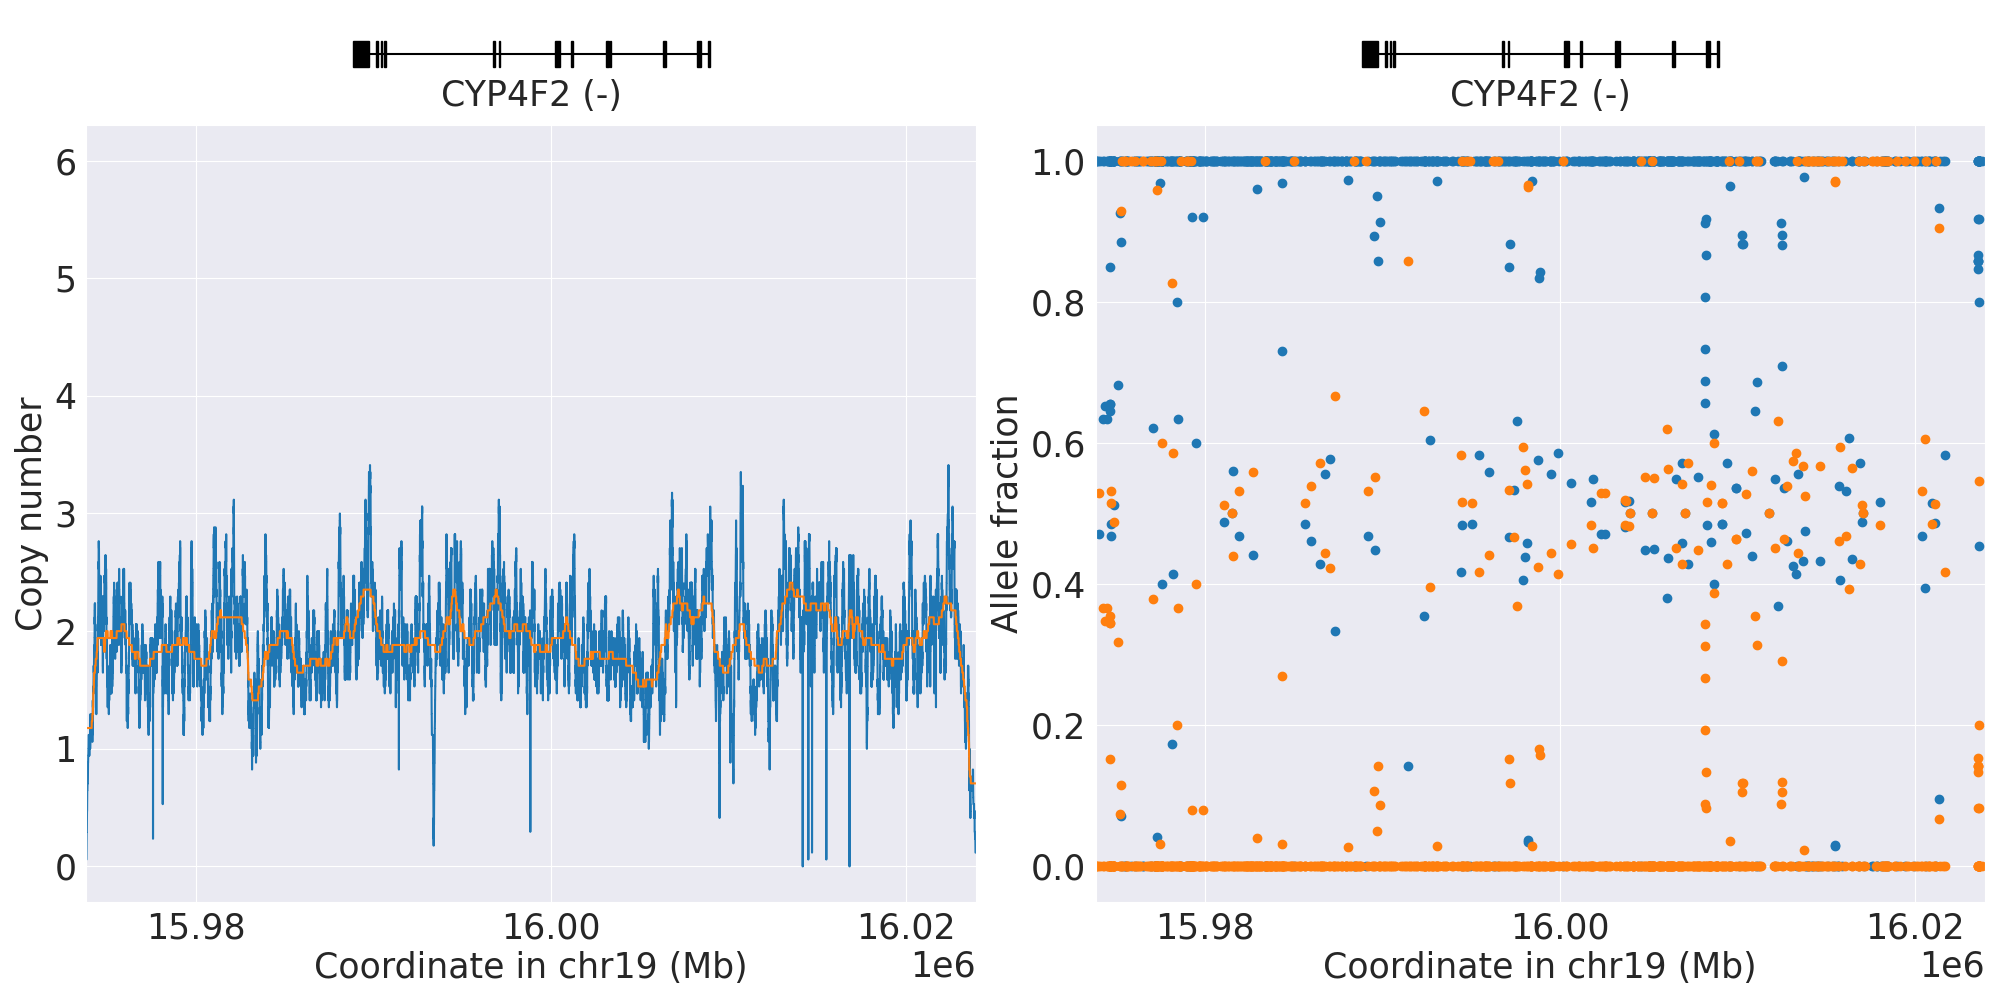 CYP4F2 (-)
6
5
4
3
2
1
0
Copy number
15.98
16.00
16.02
Coordinate in chr19 (Mb)
1e6
CYP4F2 (-)
1.0
0.8
0.6
0.4
0.2
0.0
Allele fraction
15.98
16.00
16.02
Coordinate in chr19 (Mb)
1e6